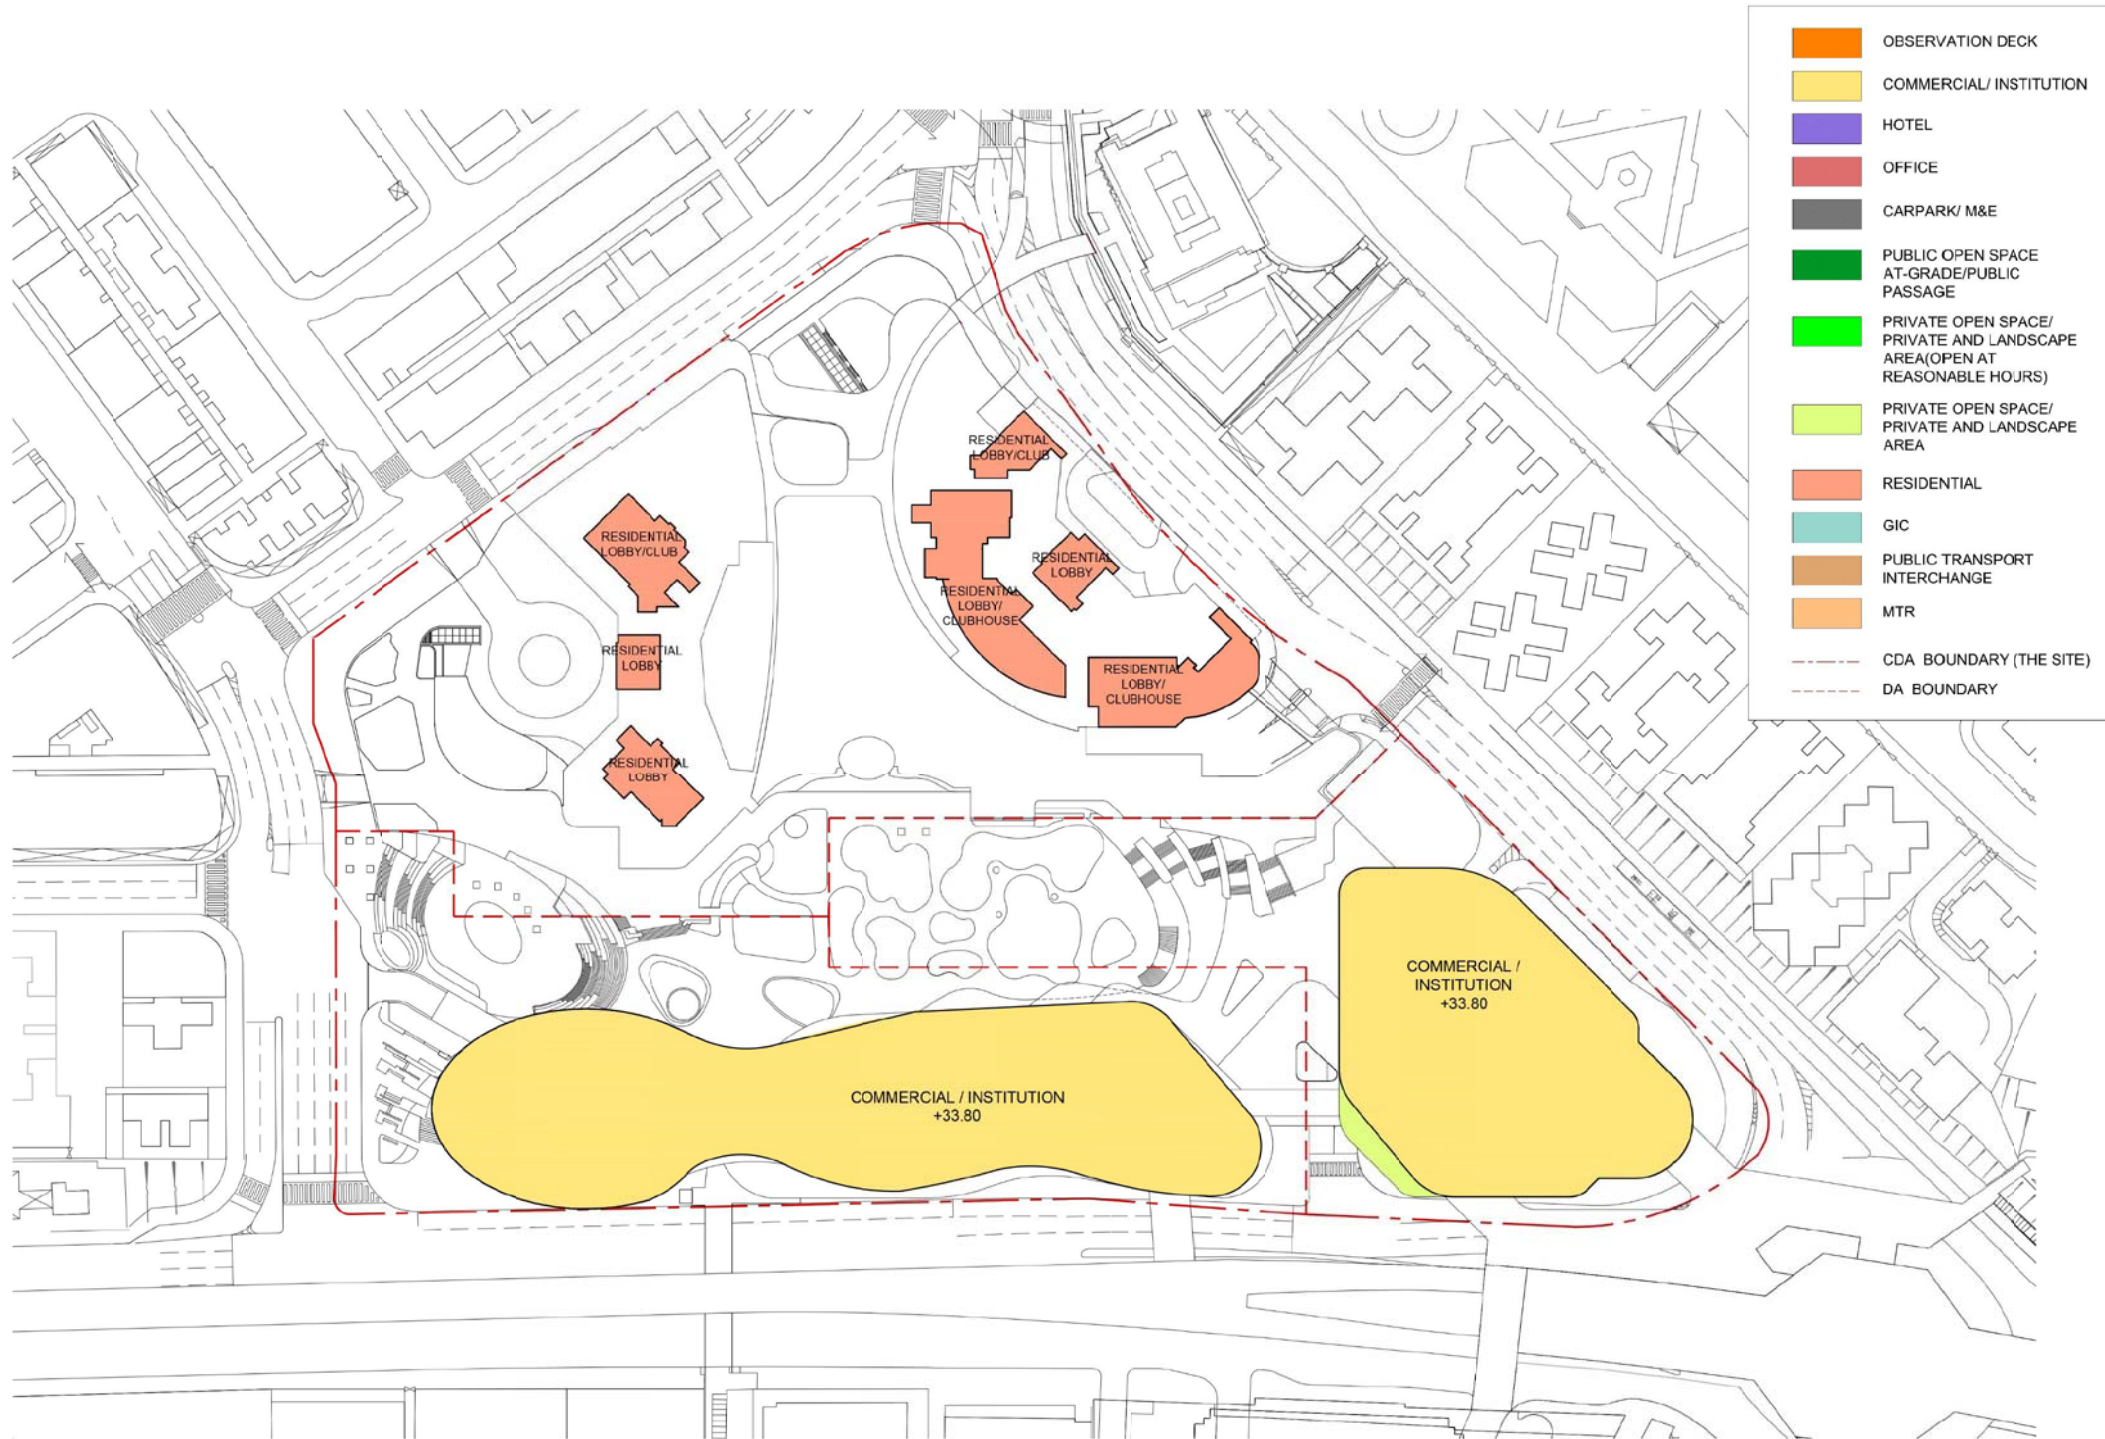 OBSERVATION DECK
COMMERCIAL/ INSTITUTION
HOTEL
OFFICE
CARPARK/ M&E
PUBLIC OPEN SPACE
AT-GRADE/PUBLIC
PASSAGE
PRIVATE OPEN SPACE/
PRIVATE AND LANDSCAPE
AREA(OPEN AT
REASONABLE HOURS)
PRIVATE OPEN SPACE/
PRIVATE AND LANDSCAPE
AREA
RESIDENTIAL
GIC
PUBLIC TRANSPORT
INTERCHANGE
MTR
CDA BOUNDARY (THE SITE)
DA BOUNDARY
RESIDENTIAL
LOBBY/CLUB
RESIDENTIAL
LOBBY/CLUB
RESIDENTIAL
LOBBY
RESIDENTIAL
LOBBY/
CLUBHOUSE
RESIDENTIAL
LOBBY
RESIDENTIAL
LOBBY/
CLUBHOUSE
RESIDENTIAL
LOBBY
COMMERCIAL /
INSTITUTION
+33.80
COMMERCIAL / INSTITUTION
+33.80